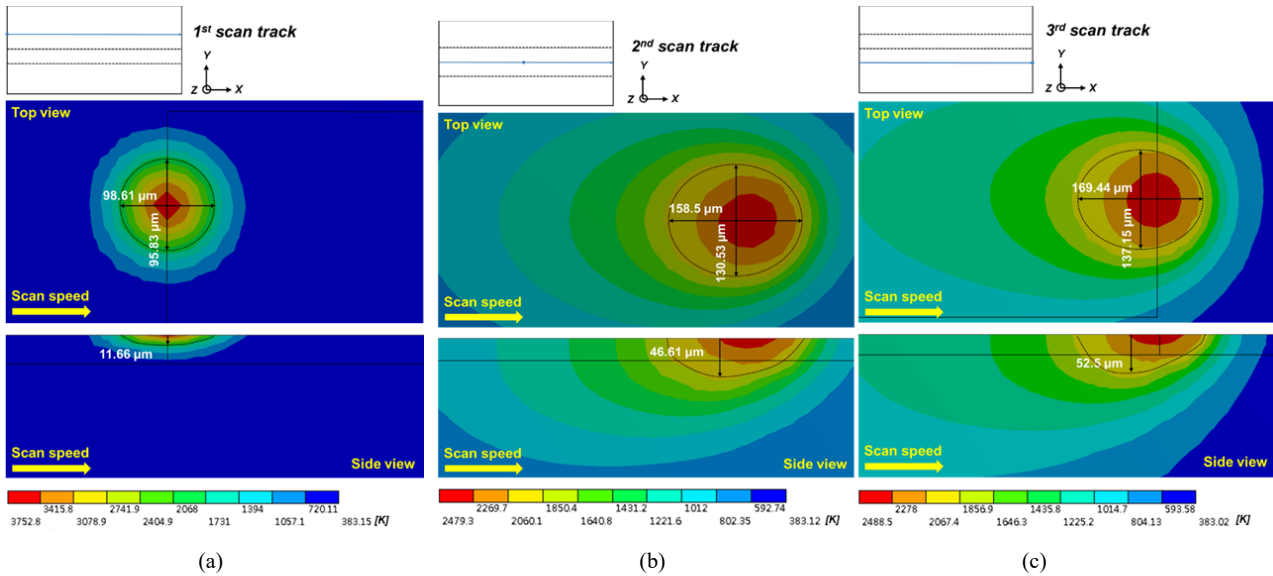 1st scan track
Y
Z X
Top view
98.61 µm
95.83 µm
Scan speed
11.66 µm
Scan speed
Side view
3415.8 2741.9 2068 1394 720.11
3752.8 3078.9 2404.9 1731 1057.1 383.15 [K]
(a)
2nd scan track
Y
Z X
Top view
158.5 µm
130.53 µm
Scan speed
46.61 µm
Scan speed
Side view
2269.7 1850.4 1431.2 1012 592.74
2479.3 2060.1 1640.8 1221.6 802.35 383.12 [K]
(b)
3rd scan track
Y
Z X
Top view
169.44 µm
137.15 µm
Scan speed
52.5 µm
Scan speed
Side view
2278 1856.9 1435.8 1014.7 593.58
2488.5 2067.4 1646.3 1225.2 804.13 383.02 [K]
(c)